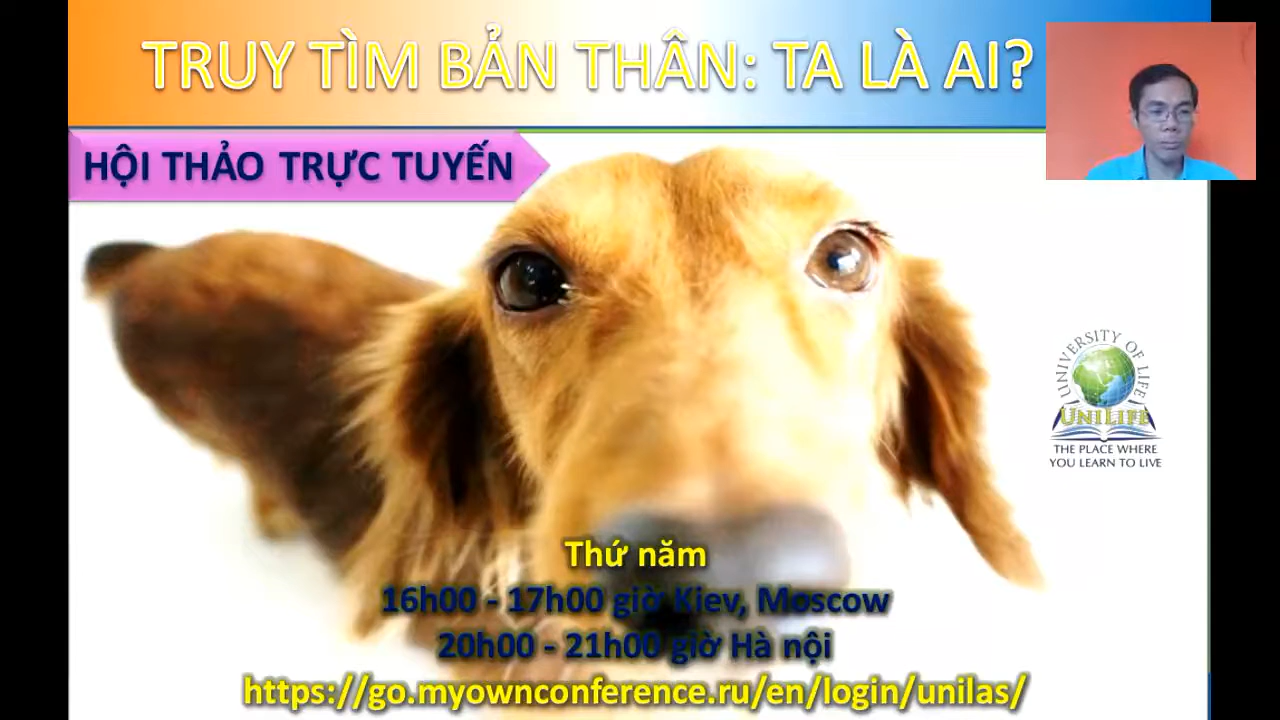 TRUY TÌM BẢN THÂN: TA LÀ AI?
HỘI THẢO TRỰC TUYẾN
UNIVERSITY OF LIFE
UNILIFE
THE PLACE WHERE
YOU LEARN TO LIVE
Thứ năm
16h00 - 17h00 giờ Kiev, Moscow
20h00 - 21h00 giờ Hà nội
https://go.myownconference.ru/en/login/unilas/